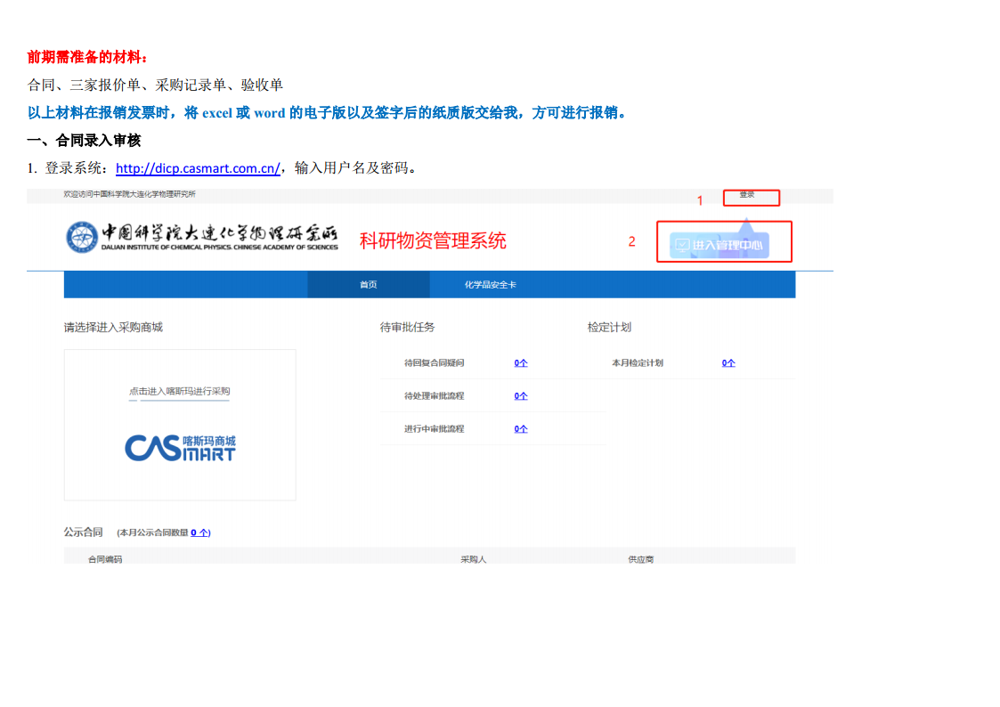 前期需准备的材料：
合同、三家报价单、采购记录单、验收单
以上材料在报销发票时，将 excel 或 word 的电子版以及签字后的纸质版交给我，方可进行报销。
一、合同录入审核
1. 登录系统：http://dicp.casmart.com.cn/，输入用户名及密码。
欢迎访问中国科学院大连化学物理研究所
1
登录
中国科学院大连化学物理研究所
DALIAN INSTITUTE OF CHEMICAL PHYSICS. CHINESE ACADEMY OF SCIENCES
科研物资管理系统
2
进入管理中心
首页
化学品安全卡
请选择进入采购商城
待审批任务
检定计划
待回复合同疑问
0个
本月检定计划
0个
点击进入喀斯玛进行采购
待处理审批流程
0个
进行中审批流程
0个
CASMART 喀斯玛商城
公示合同 (本月公示合同数量 0 个)
合同编码
采购人
供应商